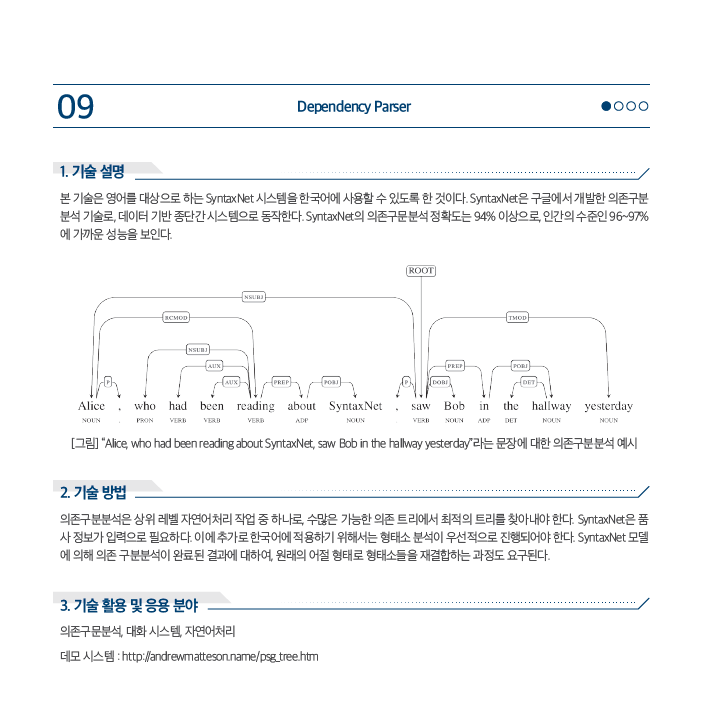 09
Dependency Parser
1. 기술 설명
본 기술은 영어를 대상으로 하는 SyntaxNet 시스템을 한국어에 사용할 수 있도록 한 것이다. SyntaxNet은 구글에서 개발한 의존구분
분석 기술로, 데이터 기반 종단간 시스템으로 동작한다. SyntaxNet의 의존구문분석 정확도는 94% 이상으로, 인간의 수준인 96~97%
에 가까운 성능을 보인다.
ROOT
NSUBJ
RCMOD
TMOD
NSUBJ
AUX
PREP
POBJ
P
AUX
PREP
POBJ
P
DOBJ
DET
Alice , who had been reading about SyntaxNet , saw Bob in the hallway yesterday
NOUN . PRON VERB VERB VERB ADP NOUN . VERB NOUN ADP DET NOUN NOUN
[그림] “Alice, who had been reading about SyntaxNet, saw Bob in the hallway yesterday”라는 문장에 대한 의존구분분석 예시
2. 기술 방법
의존구분분석은 상위 레벨 자연어처리 작업 중 하나로, 수많은 가능한 의존 트리에서 최적의 트리를 찾아내야 한다. SyntaxNet은 품
사 정보가 입력으로 필요하다. 이에 추가로 한국어에 적용하기 위해서는 형태소 분석이 우선적으로 진행되어야 한다. SyntaxNet 모델
에 의해 의존 구분분석이 완료된 결과에 대하여, 원래의 어절 형태로 형태소들을 재결합하는 과정도 요구된다.
3. 기술 활용 및 응용 분야
의존구문분석, 대화 시스템, 자연어처리
데모 시스템 : http://andrewmatteson.name/psg_tree.htm